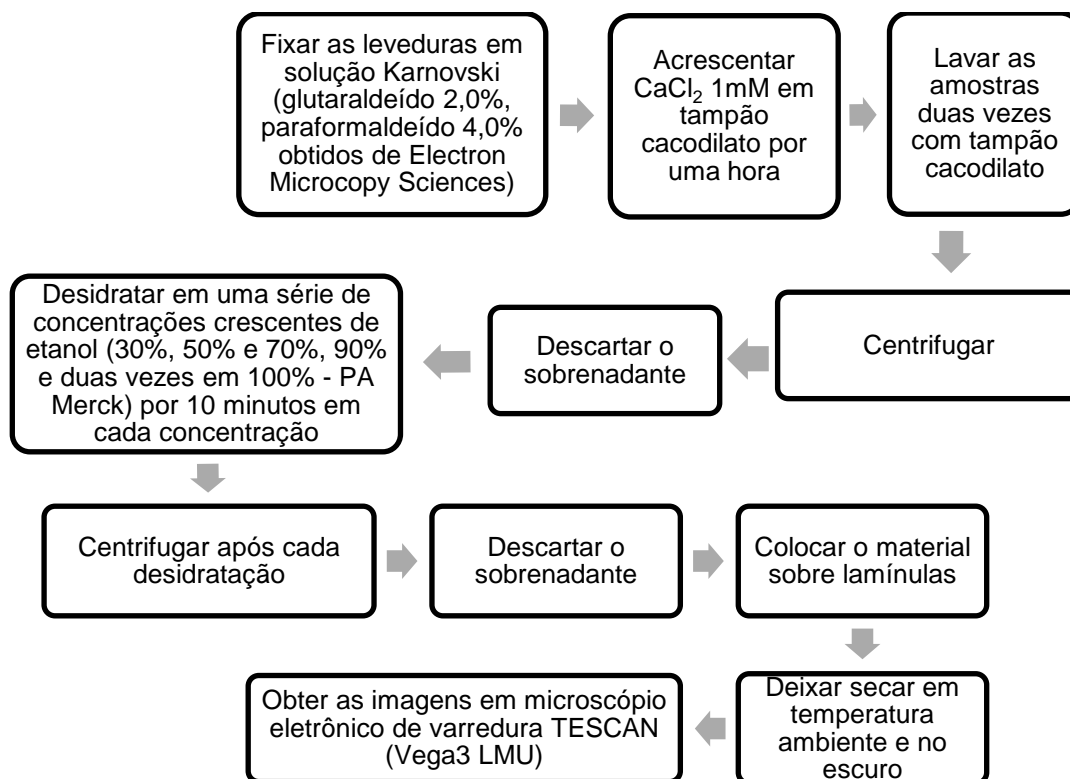 Fixar as leveduras em
solução Karnovski
(glutaraldeído 2,0%,
paraformaldeído 4,0%
obtidos de Electron
Microcopy Sciences)
Acrescentar
CaCl₂ 1mM em
tampão
cacodilato por
uma hora
Lavar as
amostras
duas vezes
com tampão
cacodilato
Centrifugar
Descartar o
sobrenadante
Desidratar em uma série de
concentrações crescentes de
etanol (30%, 50% e 70%, 90%
e duas vezes em 100% - PA
Merck) por 10 minutos em
cada concentração
Centrifugar após cada
desidratação
Descartar o
sobrenadante
Colocar o material
sobre lamínulas
Deixar secar em
temperatura
ambiente e no
escuro
Obter as imagens em microscópio
eletrônico de varredura TESCAN
(Vega3 LMU)